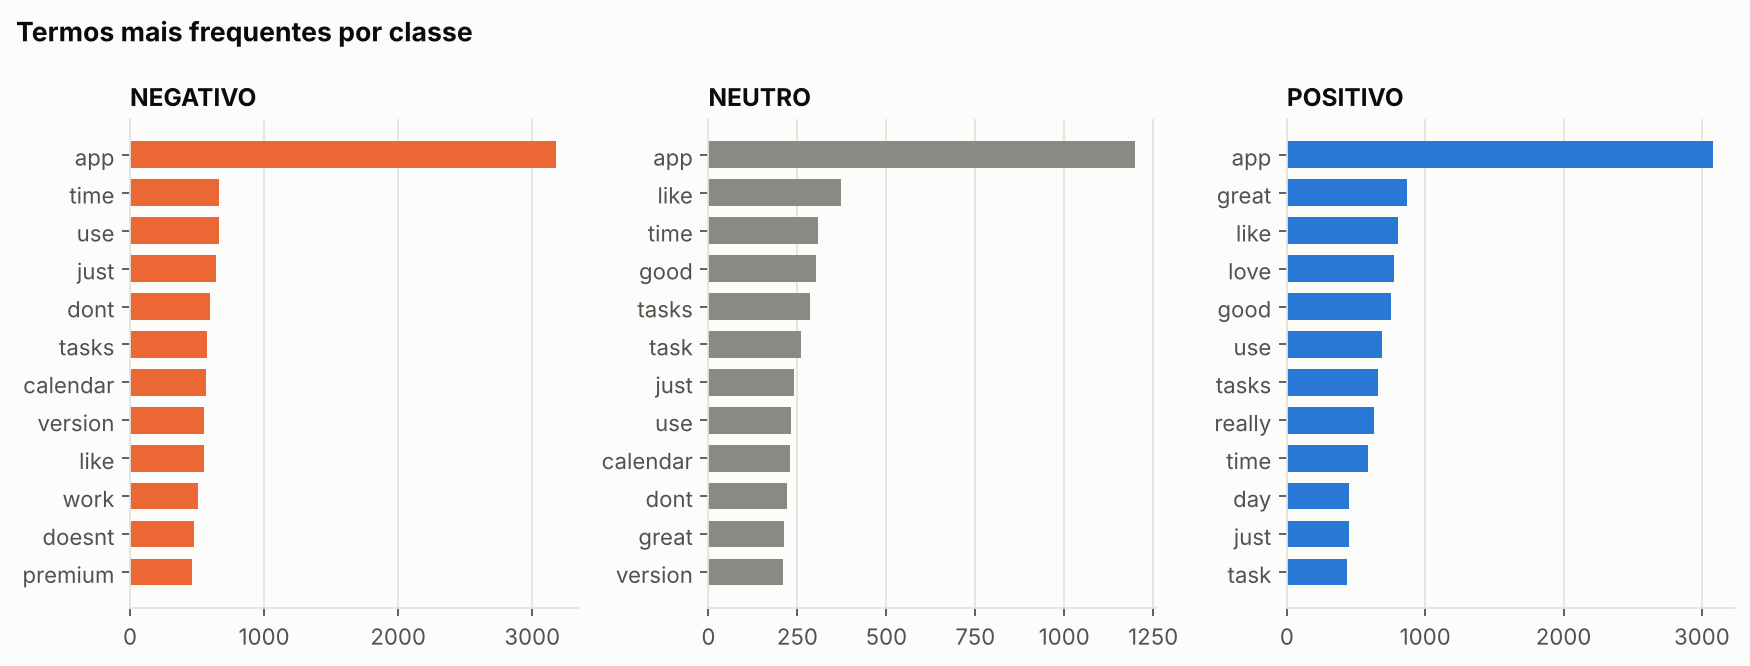 Termos mais frequentes por classe
NEGATIVO
app
time
use
just
dont
tasks
calendar
version
like
work
doesnt
premium
0 1000 2000 3000
NEUTRO
app
like
time
good
tasks
task
just
use
calendar
dont
great
version
0 250 500 750 1000 1250
POSITIVO
app
great
like
love
good
use
tasks
really
time
day
just
task
0 1000 2000 3000